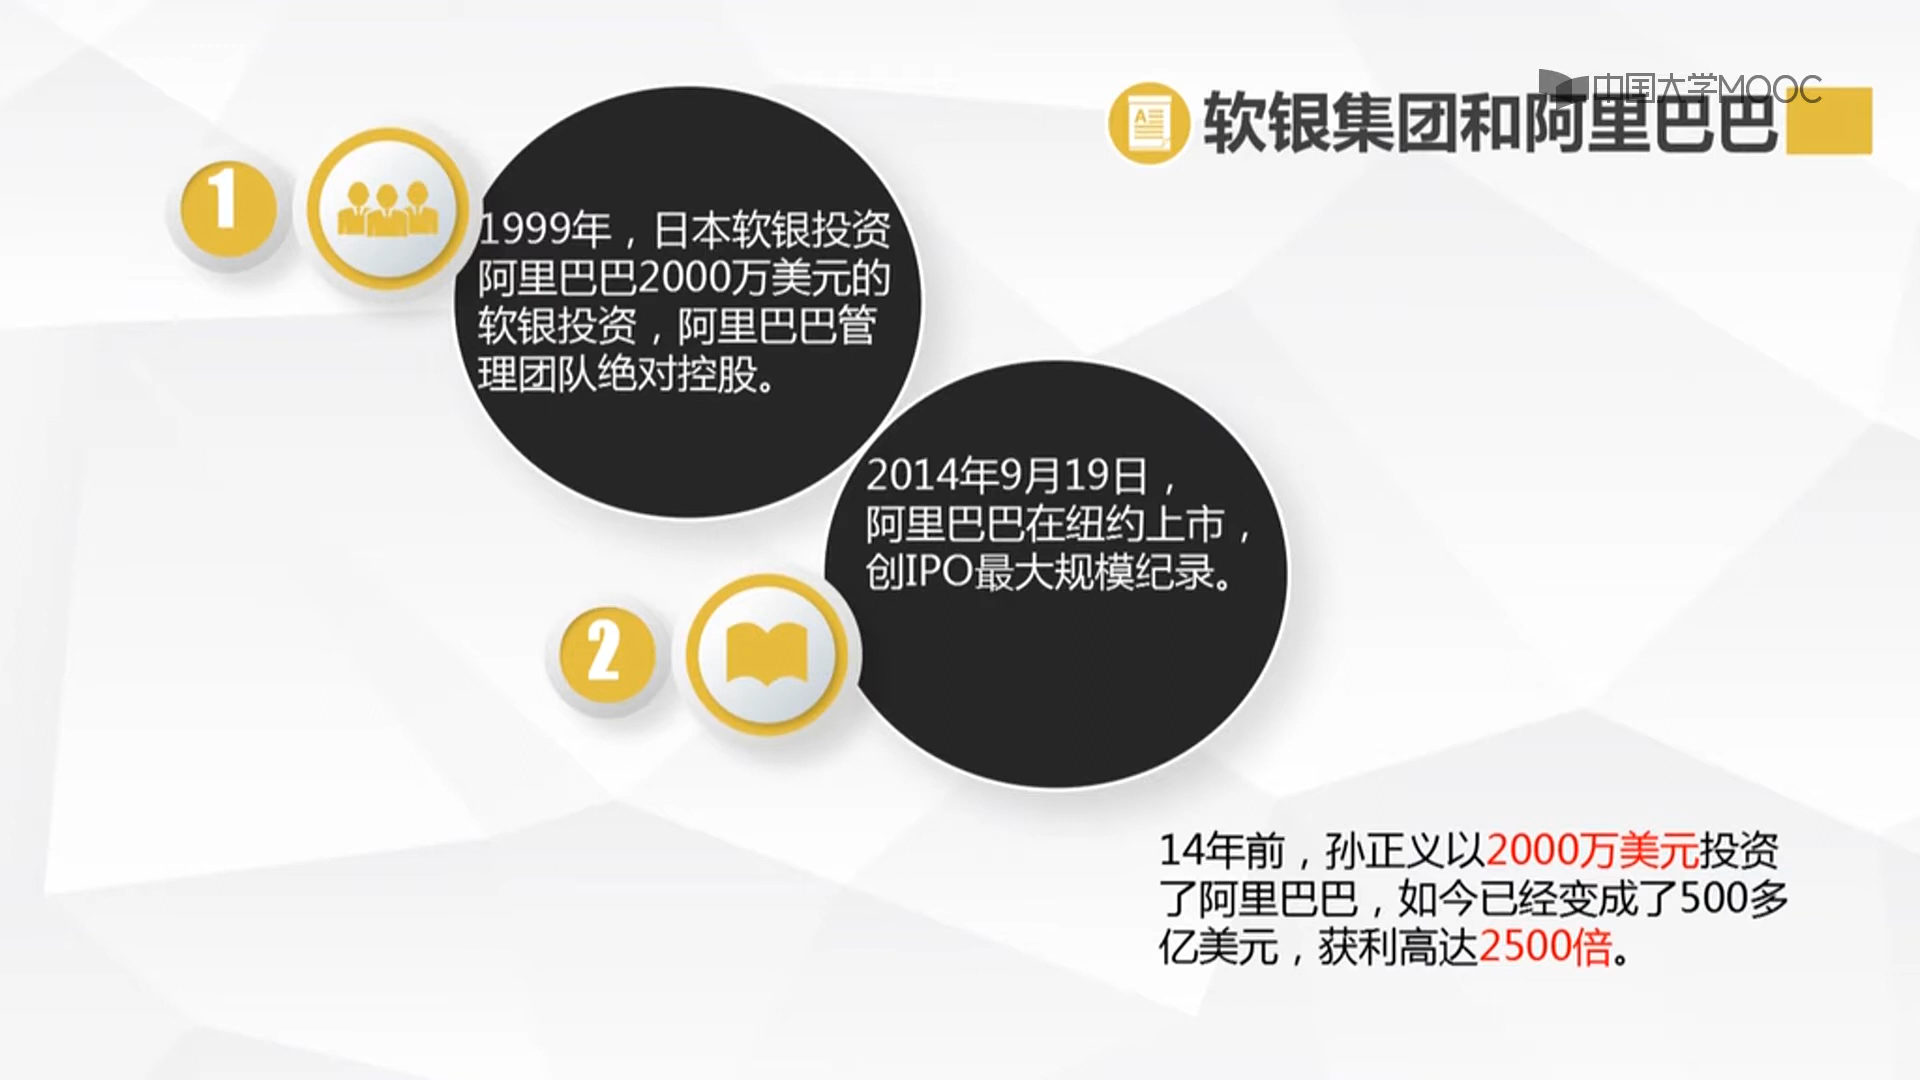 中国大学MOOC
软银集团和阿里巴巴
1
1999年，日本软银投资
阿里巴巴2000万美元的
软银投资，阿里巴巴管
理团队绝对控股。
2014年9月19日，
阿里巴巴在纽约上市，
创IPO最大规模纪录。
2
14年前，孙正义以2000万美元投资
了阿里巴巴，如今已经变成了500多
亿美元，获利高达2500倍。